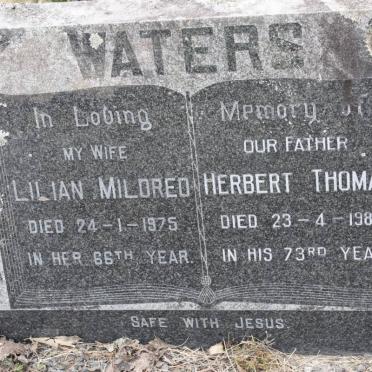 WATERS
In Loving Memory
MY WIFE
LILIAN MILDRED
DIED 24-1-1975
IN HER 66TH YEAR.
OUR FATHER
HERBERT THOMA
DIED 23-4-198
IN HIS 73RD YEA
SAFE WITH JESUS.